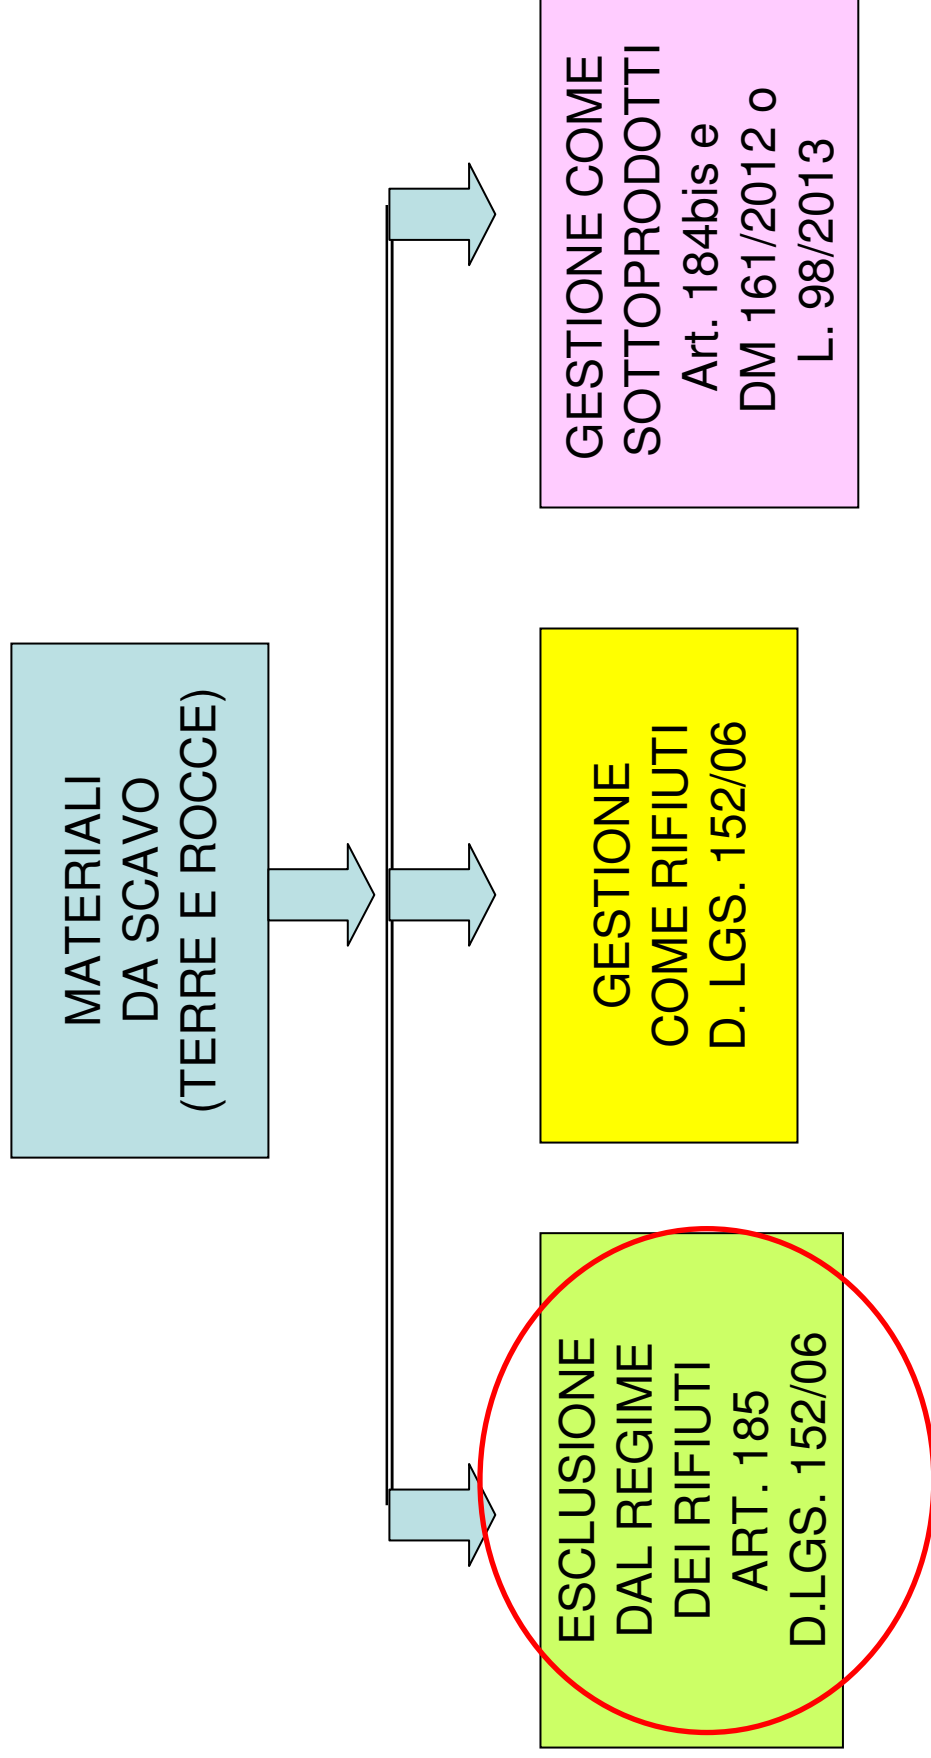 MATERIALI
DA SCAVO
(TERRE E ROCCE)
ESCLUSIONE
DAL REGIME
DEI RIFIUTI
ART. 185
D.LGS. 152/06
GESTIONE
COME RIFIUTI
D. LGS. 152/06
GESTIONE COME
SOTTOPRODOTTI
Art. 184bis e
DM 161/2012 o
L. 98/2013